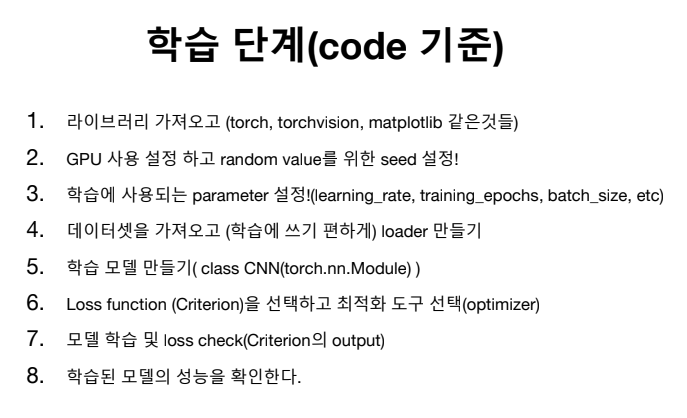 학습 단계(code 기준)
1. 라이브러리 가져오고 (torch, torchvision, matplotlib 같은것들)
2. GPU 사용 설정 하고 random value를 위한 seed 설정!
3. 학습에 사용되는 parameter 설정!(learning_rate, training_epochs, batch_size, etc)
4. 데이터셋을 가져오고 (학습에 쓰기 편하게) loader 만들기
5. 학습 모델 만들기( class CNN(torch.nn.Module) )
6. Loss function (Criterion)을 선택하고 최적화 도구 선택(optimizer)
7. 모델 학습 및 loss check(Criterion의 output)
8. 학습된 모델의 성능을 확인한다.